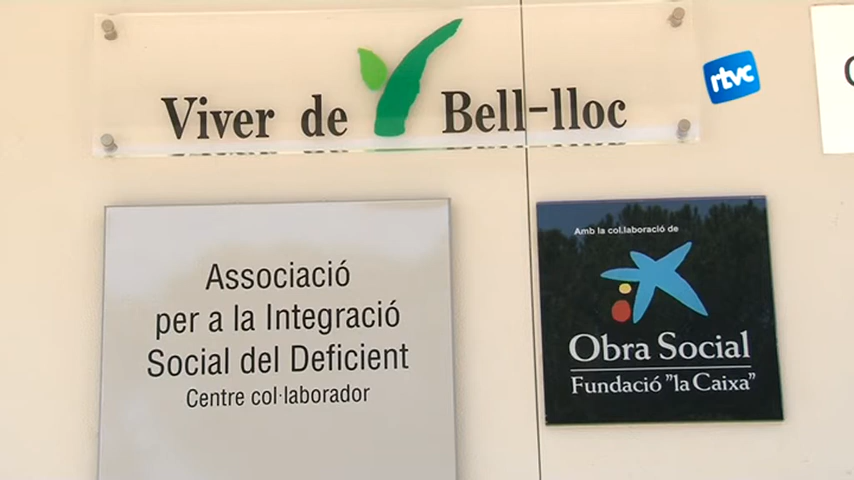 Viver de Bell-lloc
rtvc
Associació
per a la Integració
Social del Deficient
Centre col·laborador
Amb la col.laboració de
Obra Social
Fundació "la Caixa"